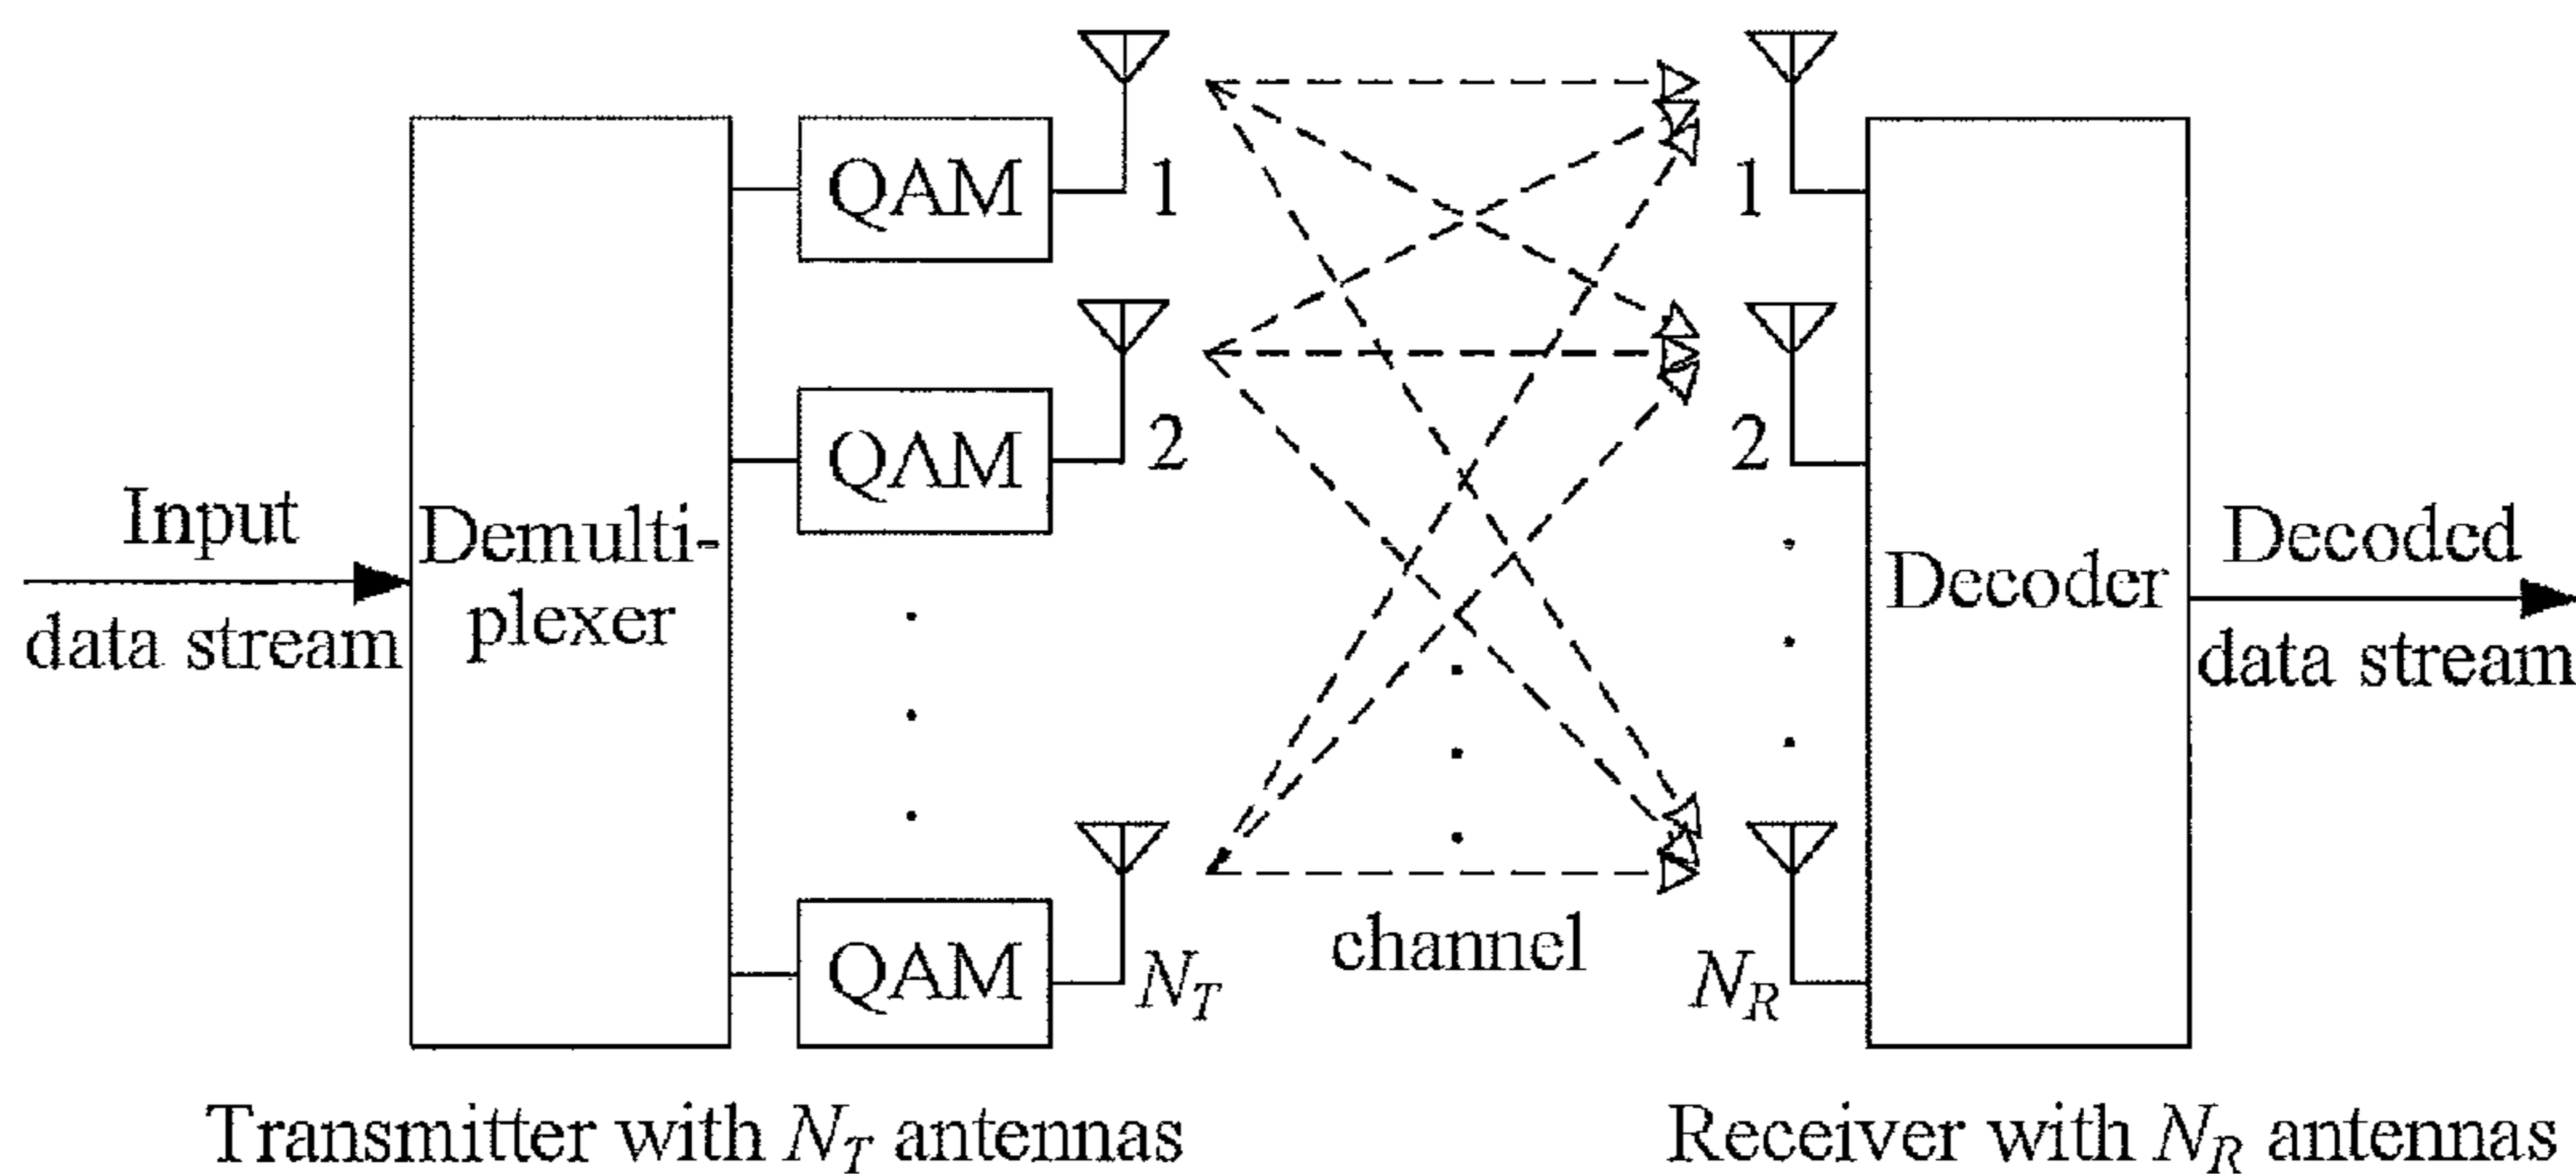 Input
data stream
Demulti-
plexer
QAM
1
QAM
2
QAM
N_T
channel
1
2
N_R
Decoder
Decoded
data stream
Transmitter with N_T antennas
Receiver with N_R antennas